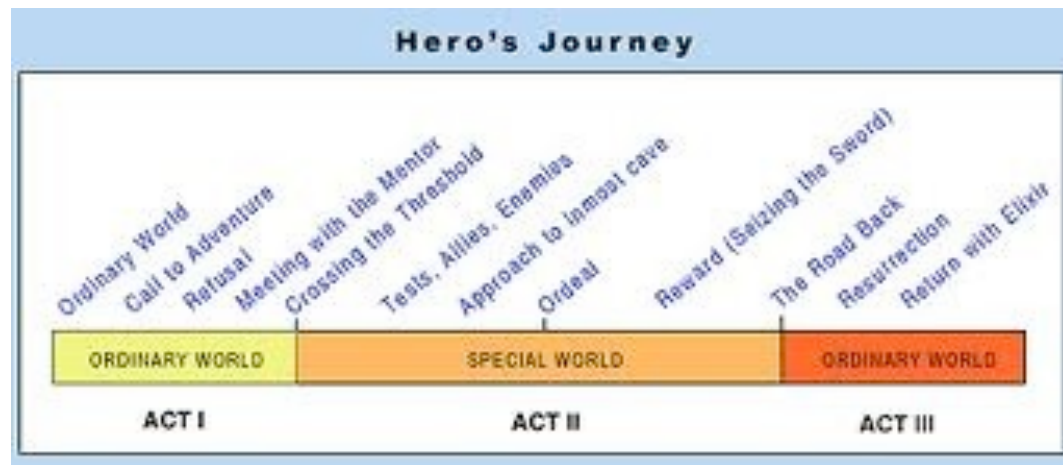 Hero's Journey
Ordinary World
Call to Adventure
Refusal
Meeting with the Mentor
Crossing the Threshold
Tests, Allies, Enemies
Approach to Inmost cave
Ordeal
Reward (Seizing the Sword)
The Road Back
Resurrection
Return with Elixir
ORDINARY WORLD
SPECIAL WORLD
ORDINARY WORLD
ACT I
ACT II
ACT III